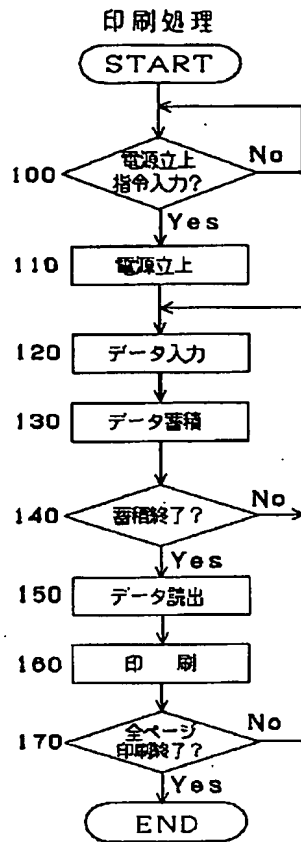 印刷処理
START
電源立上
指令入力?
No
100
Yes
110
電源立上
120
データ入力
130
データ蓄積
140
蓄積終了?
No
Yes
150
データ読出
160
印 刷
170
全ページ
印刷終了?
No
Yes
END